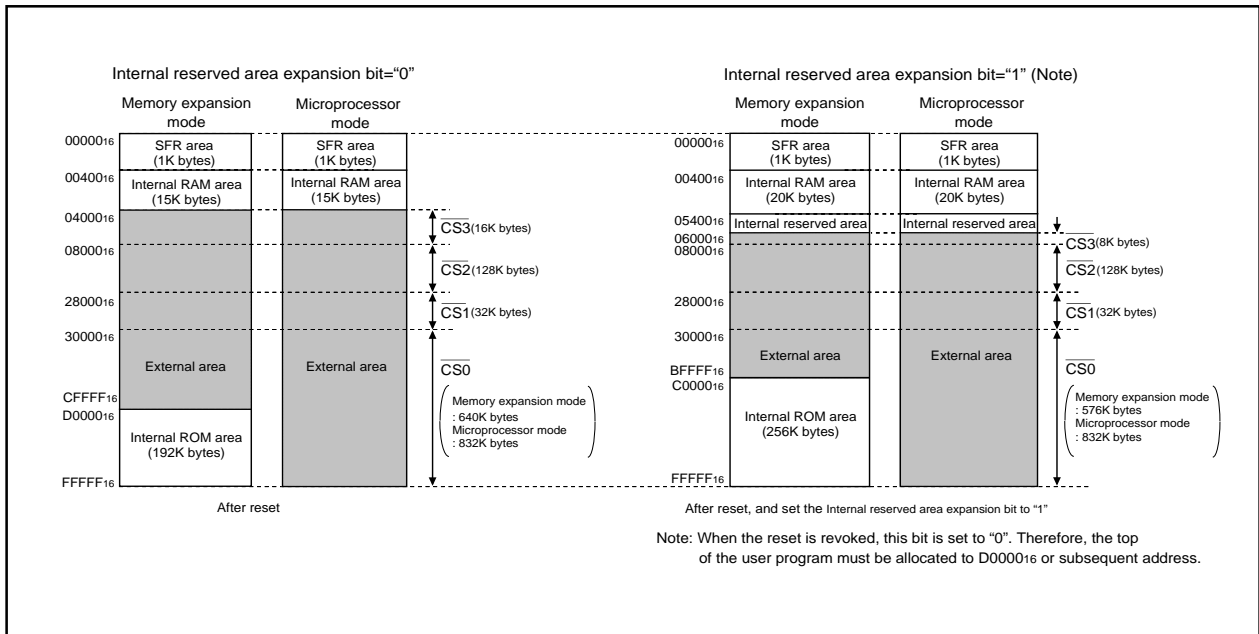 Internal reserved area expansion bit=“0”
Memory expansion
mode
Microprocessor
mode
0000016
SFR area
(1K bytes)
SFR area
(1K bytes)
0040016
Internal RAM area
(15K bytes)
Internal RAM area
(15K bytes)
0400016
CS3(16K bytes)
0800016
CS2(128K bytes)
2800016
CS1(32K bytes)
3000016
External area
External area
CS0
Memory expansion mode
: 640K bytes
Microprocessor mode
: 832K bytes
CFFFF16
D000016
Internal ROM area
(192K bytes)
FFFFF16
After reset
Internal reserved area expansion bit=“1” (Note)
Memory expansion
mode
Microprocessor
mode
0000016
SFR area
(1K bytes)
SFR area
(1K bytes)
0040016
Internal RAM area
(20K bytes)
Internal RAM area
(20K bytes)
0540016
Internal reserved area
Internal reserved area
0600016
CS3(8K bytes)
0800016
CS2(128K bytes)
2800016
CS1(32K bytes)
3000016
External area
External area
CS0
BFFFF16
C000016
Memory expansion mode
: 576K bytes
Microprocessor mode
: 832K bytes
Internal ROM area
(256K bytes)
FFFFF16
After reset, and set the Internal reserved area expansion bit to “1”
Note: When the reset is revoked, this bit is set to “0”. Therefore, the top
of the user program must be allocated to D000016 or subsequent address.